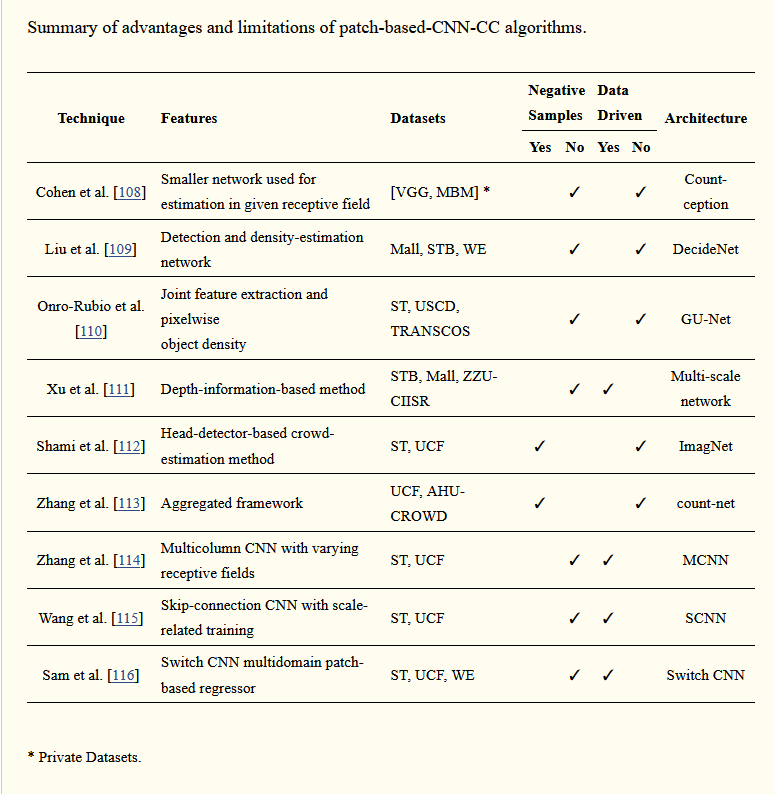 Summary of advantages and limitations of patch-based-CNN-CC algorithms.
Technique Features Datasets Negative Samples Data Driven Architecture
Yes No Yes No
Cohen et al. [108] Smaller network used for estimation in given receptive field [VGG, MBM] * ✓ ✓ Count-ception
Liu et al. [109] Detection and density-estimation network Mall, STB, WE ✓ ✓ DecideNet
Onro-Rubio et al. [110] Joint feature extraction and pixelwise object density ST, USCD, TRANSCOS ✓ ✓ GU-Net
Xu et al. [111] Depth-information-based method STB, Mall, ZZU-CIISR ✓ ✓ Multi-scale network
Shami et al. [112] Head-detector-based crowd-estimation method ST, UCF ✓ ✓ ImagNet
Zhang et al. [113] Aggregated framework UCF, AHU-CROWD ✓ ✓ count-net
Zhang et al. [114] Multicolumn CNN with varying receptive fields ST, UCF ✓ ✓ MCNN
Wang et al. [115] Skip-connection CNN with scale-related training ST, UCF ✓ ✓ SCNN
Sam et al. [116] Switch CNN multidomain patch-based regressor ST, UCF, WE ✓ ✓ Switch CNN
* Private Datasets.